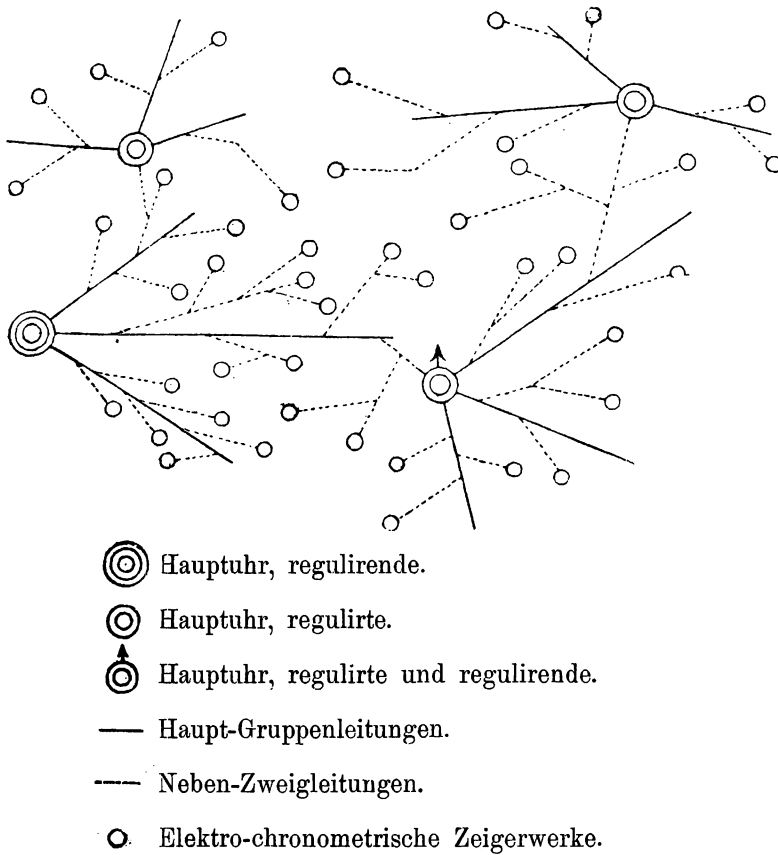 Hauptuhr, regulirende.
Hauptuhr, regulirte.
Hauptuhr, regulirte und regulirende.
Haupt-Gruppenleitungen.
Neben-Zweigleitungen.
Elektro-chronometrische Zeigerwerke.